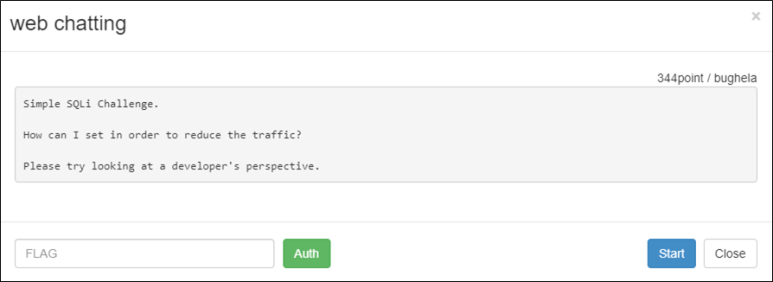 web chatting
×
344point / bughela
Simple SQLi Challenge.
How can I set in order to reduce the traffic?
Please try looking at a developer's perspective.
FLAG
Auth
Start
Close